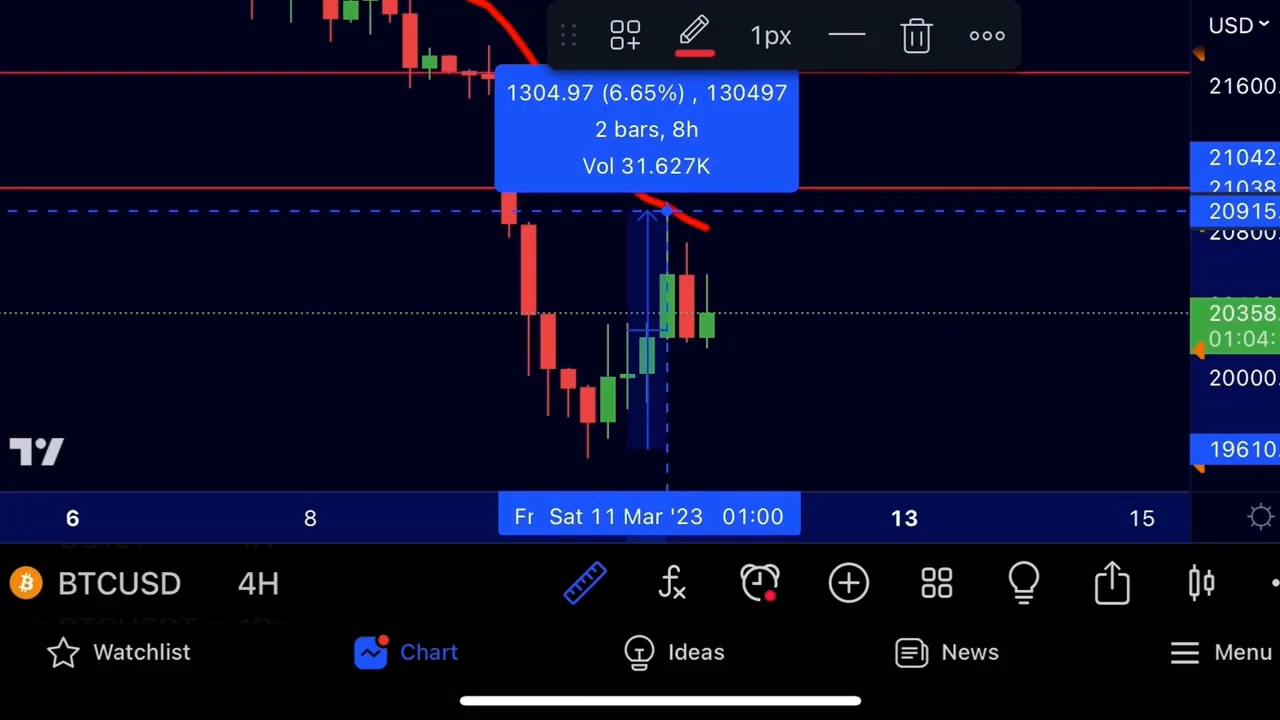 1px
USD
21600.
1304.97 (6.65%) , 130497
2 bars, 8h
Vol 31.627K
21042.
21038
20915.
20800.
20358.
01:04:
20000.
19610.
6
8
Fr Sat 11 Mar '23 01:00
13
15
BTCUSD 4H
Watchlist
Chart
Ideas
News
Menu